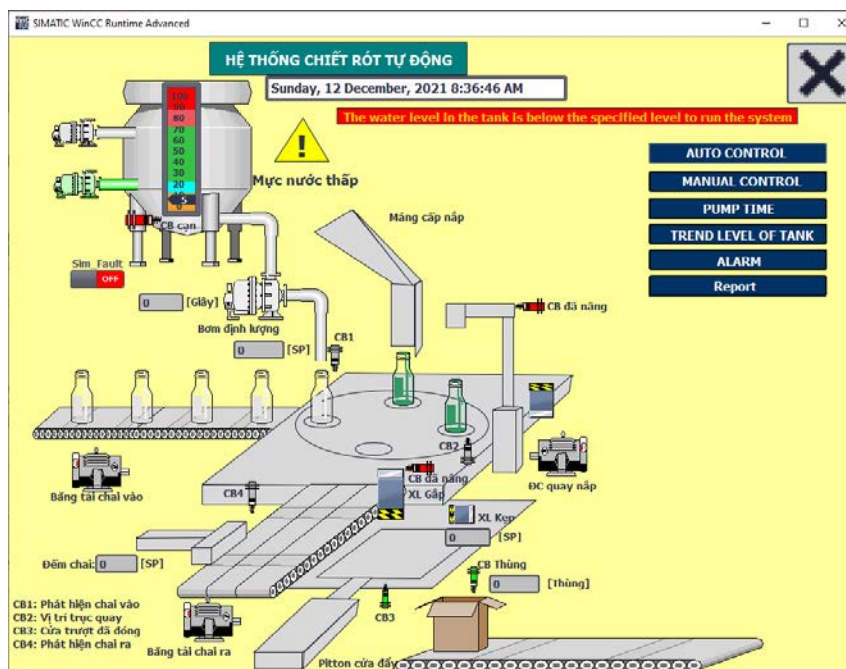 SIMATIC WinCC Runtime Advanced
HỆ THỐNG CHIẾT RÓT TỰ ĐỘNG
Sunday, 12 December, 2021 8:36:46 AM
The water level in the tank is below the specified level to run the system
100
90
80
70
60
50
40
30
20
10
0
5
Mực nước thấp
CB cạn
Máng cấp nắp
AUTO CONTROL
MANUAL CONTROL
PUMP TIME
TREND LEVEL OF TANK
ALARM
Report
Sim_Fault
OFF
0 [Giây]
Bơm định lượng
0 [SP]
CB1
CB đã nâng
CB2
CB đã nâng
XL Gắp
CB4
ĐC quay nắp
Băng tải chai vào
XL Kẹp
0 [SP]
Đếm chai: 0 [SP]
CB Thùng
0 [Thùng]
CB3
CB1: Phát hiện chai vào
CB2: Vị trí trục quay
CB3: Cửa trượt đã đóng
CB4: Phát hiện chai ra
Băng tải chai ra
Pitton cửa đẩy